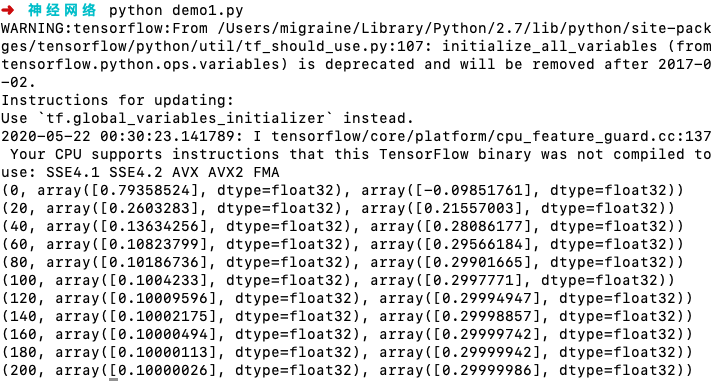 ➜ 神经网络 python demo1.py
WARNING:tensorflow:From /Users/migraine/Library/Python/2.7/lib/python/site-pac
ges/tensorflow/python/util/tf_should_use.py:107: initialize_all_variables (from
tensorflow.python.ops.variables) is deprecated and will be removed after 2017-0
-02.
Instructions for updating:
Use `tf.global_variables_initializer` instead.
2020-05-22 00:30:23.141789: I tensorflow/core/platform/cpu_feature_guard.cc:137
Your CPU supports instructions that this TensorFlow binary was not compiled to
use: SSE4.1 SSE4.2 AVX AVX2 FMA
(0, array([0.79358524], dtype=float32), array([-0.09851761], dtype=float32))
(20, array([0.2603283], dtype=float32), array([0.21557003], dtype=float32))
(40, array([0.13634256], dtype=float32), array([0.28086177], dtype=float32))
(60, array([0.10823799], dtype=float32), array([0.29566184], dtype=float32))
(80, array([0.10186736], dtype=float32), array([0.29901665], dtype=float32))
(100, array([0.1004233], dtype=float32), array([0.2997771], dtype=float32))
(120, array([0.10009596], dtype=float32), array([0.29994947], dtype=float32))
(140, array([0.10002175], dtype=float32), array([0.29998857], dtype=float32))
(160, array([0.10000494], dtype=float32), array([0.29999742], dtype=float32))
(180, array([0.10000113], dtype=float32), array([0.29999942], dtype=float32))
(200, array([0.10000026], dtype=float32), array([0.29999986], dtype=float32))